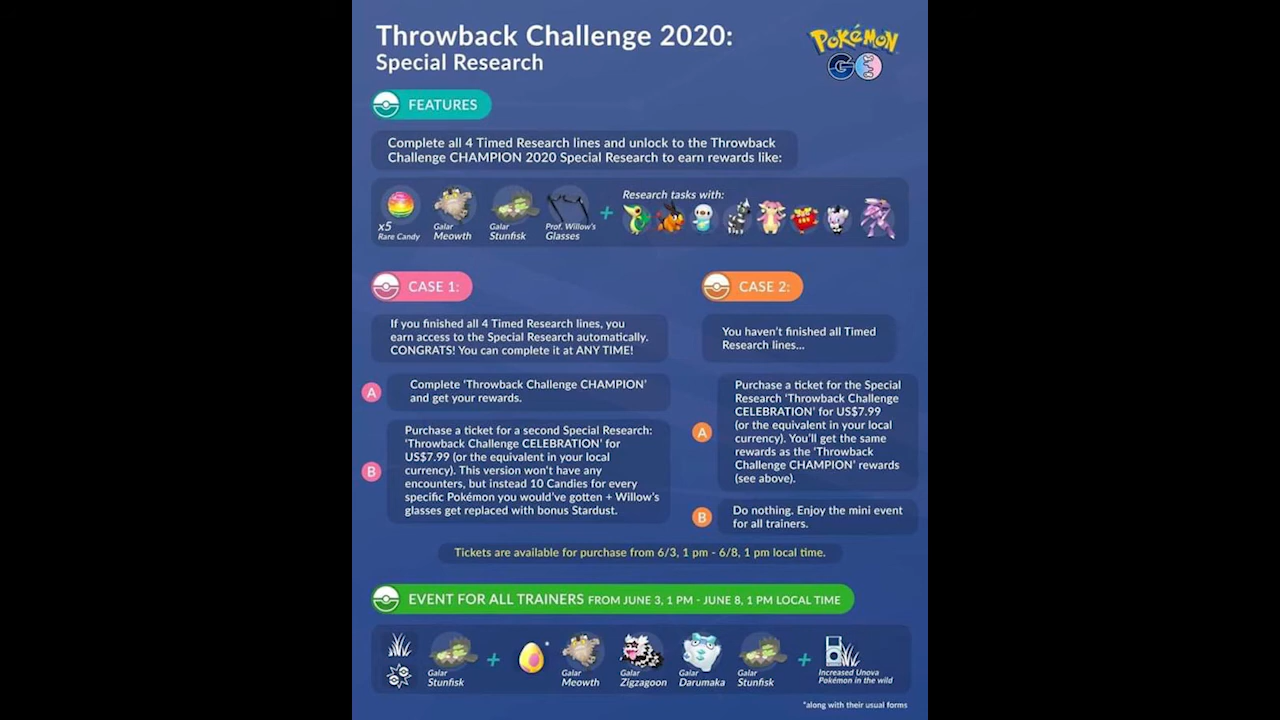 Throwback Challenge 2020:
Special Research
POKéMON
GO
FEATURES
Complete all 4 Timed Research lines and unlock to the Throwback
Challenge CHAMPION 2020 Special Research to earn rewards like:
x5
Rare Candy
Galar
Meowth
Galar
Stunfisk
Prof. Willow's
Glasses
+
Research tasks with:
CASE 1:
If you finished all 4 Timed Research lines, you
earn access to the Special Research automatically.
CONGRATS! You can complete it at ANY TIME!
A
Complete 'Throwback Challenge CHAMPION'
and get your rewards.
B
Purchase a ticket for a second Special Research:
'Throwback Challenge CELEBRATION' for
US$7.99 (or the equivalent in your local
currency). This version won't have any
encounters, but instead 10 Candies for every
specific Pokémon you would've gotten + Willow's
glasses get replaced with bonus Stardust.
CASE 2:
You haven't finished all Timed
Research lines...
A
Purchase a ticket for the Special
Research 'Throwback Challenge
CELEBRATION' for US$7.99
(or the equivalent in your local
currency). You'll get the same
rewards as the 'Throwback
Challenge CHAMPION' rewards
(see above).
B
Do nothing. Enjoy the mini event
for all trainers.
Tickets are available for purchase from 6/3, 1 pm - 6/8, 1 pm local time.
EVENT FOR ALL TRAINERS FROM JUNE 3, 1 PM - JUNE 8, 1 PM LOCAL TIME
Galar
Stunfisk
+
*
Galar
Meowth
Galar
Zigzagoon
Galar
Darumaka
Galar
Stunfisk
+
Increased Unova
Pokémon in the wild
*along with their usual forms